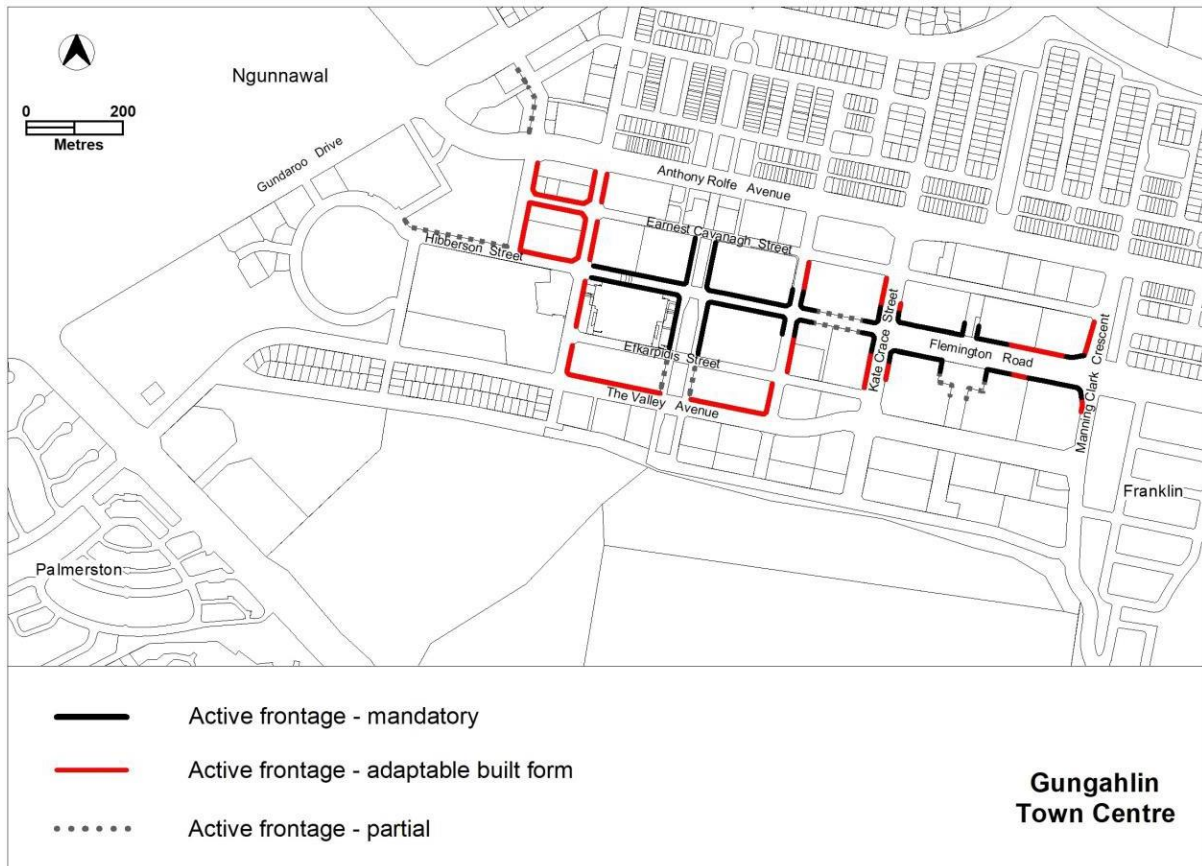 Ngunnawal
0 200
Metres
Gundaroo Drive
Anthony Rolfe Avenue
Earnest Cavanagh Street
Hibberson Street
Kate Crace Street
Flemington Road
Manning Clark Crescent
Efkarpidis Street
The Valley Avenue
Franklin
Palmerston
Active frontage - mandatory
Active frontage - adaptable built form
Active frontage - partial
Gungahlin
Town Centre